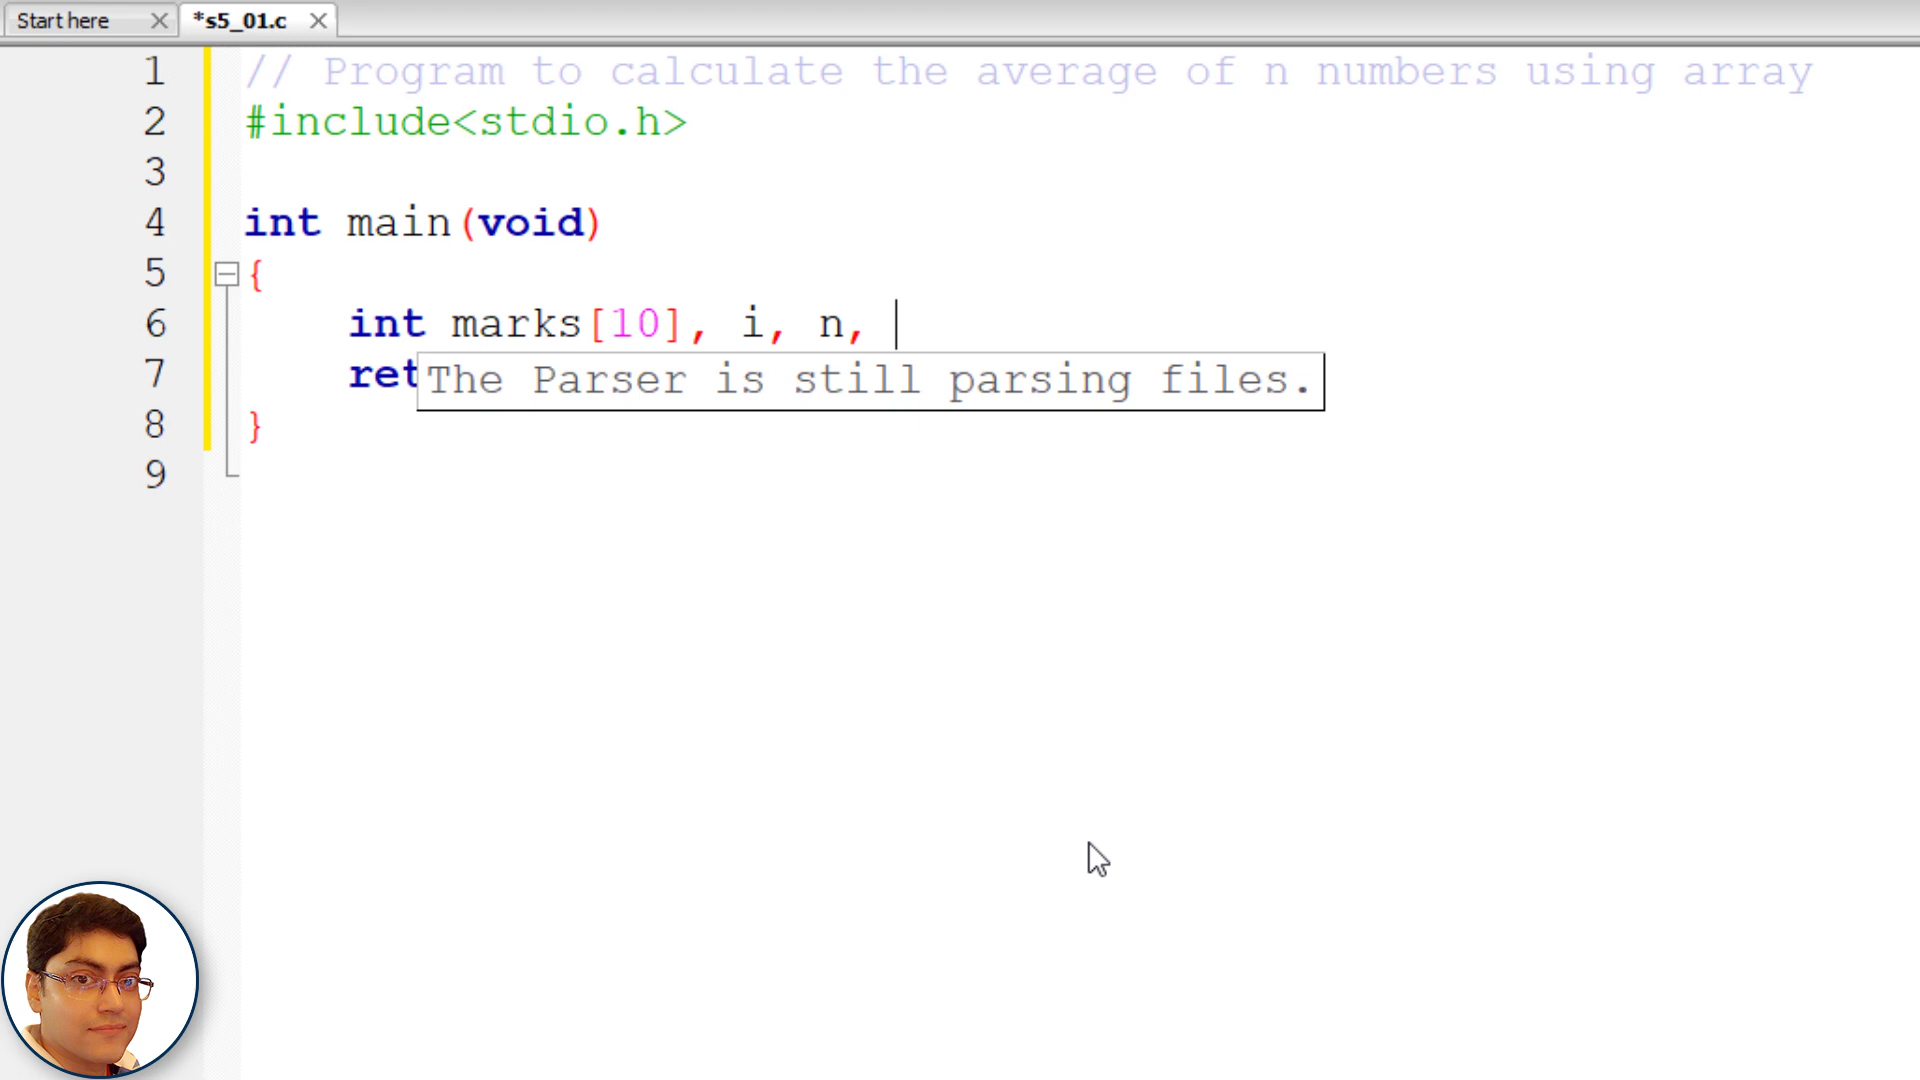 Start here *s5_01.c
1 // Program to calculate the average of n numbers using array
2 #include<stdio.h>
3
4 int main(void)
5 {
6 int marks[10], i, n,
7 ret
The Parser is still parsing files.
8 }
9